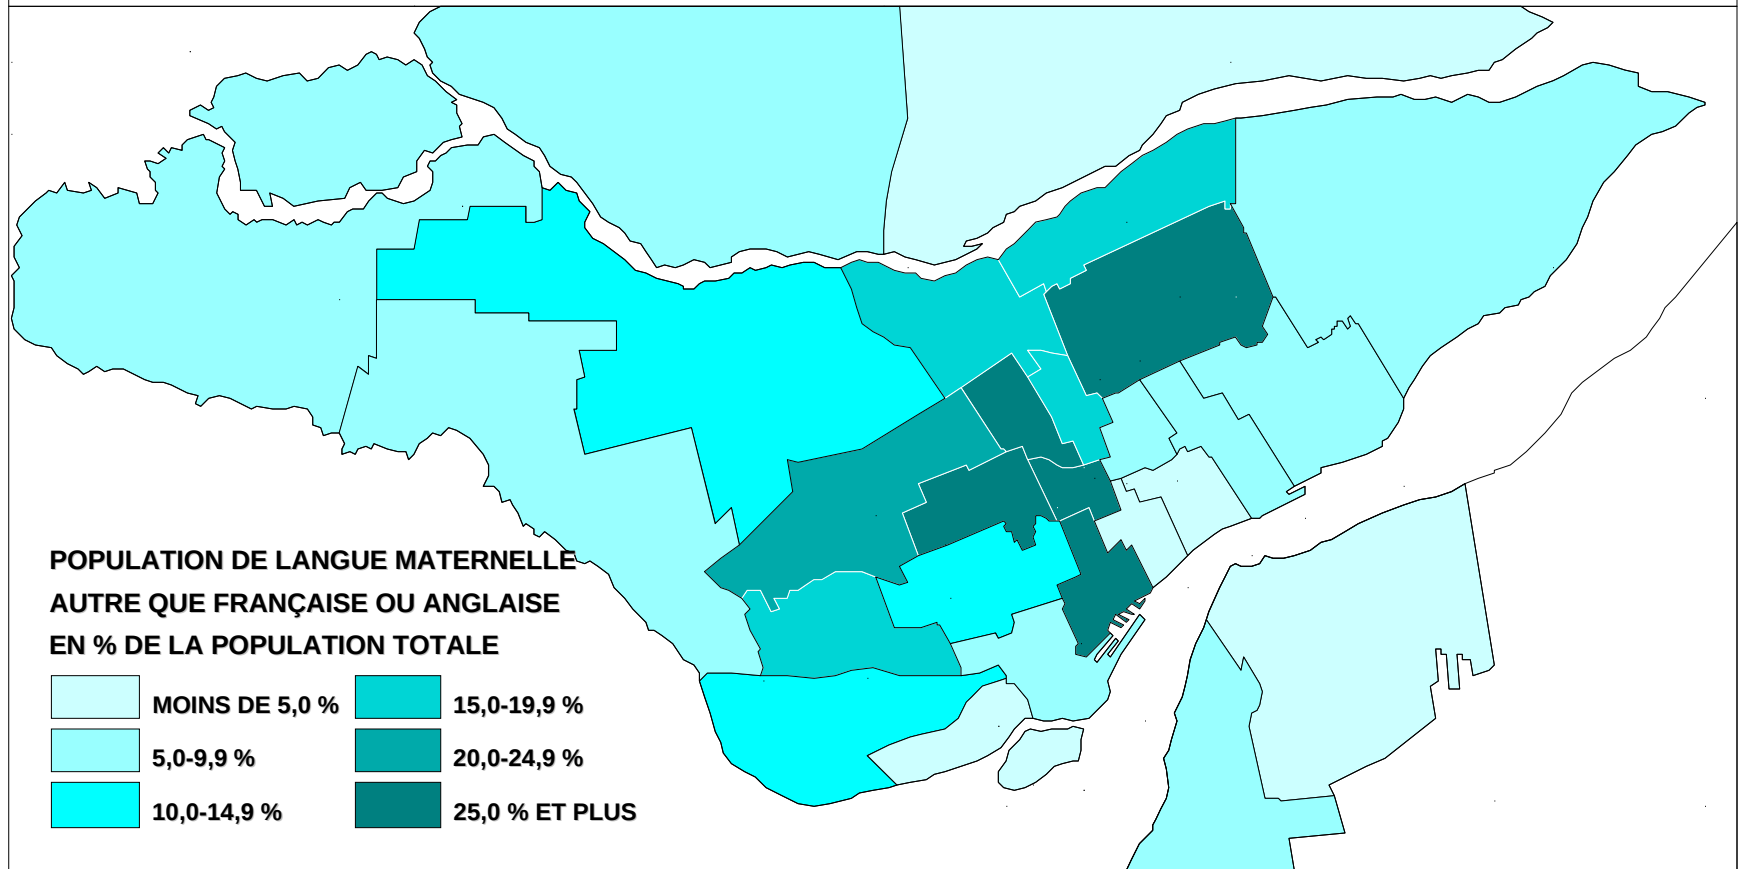 POPULATION DE LANGUE MATERNELLE
AUTRE QUE FRANÇAISE OU ANGLAISE
EN % DE LA POPULATION TOTALE
MOINS DE 5,0 %
5,0-9,9 %
10,0-14,9 %
15,0-19,9 %
20,0-24,9 %
25,0 % ET PLUS